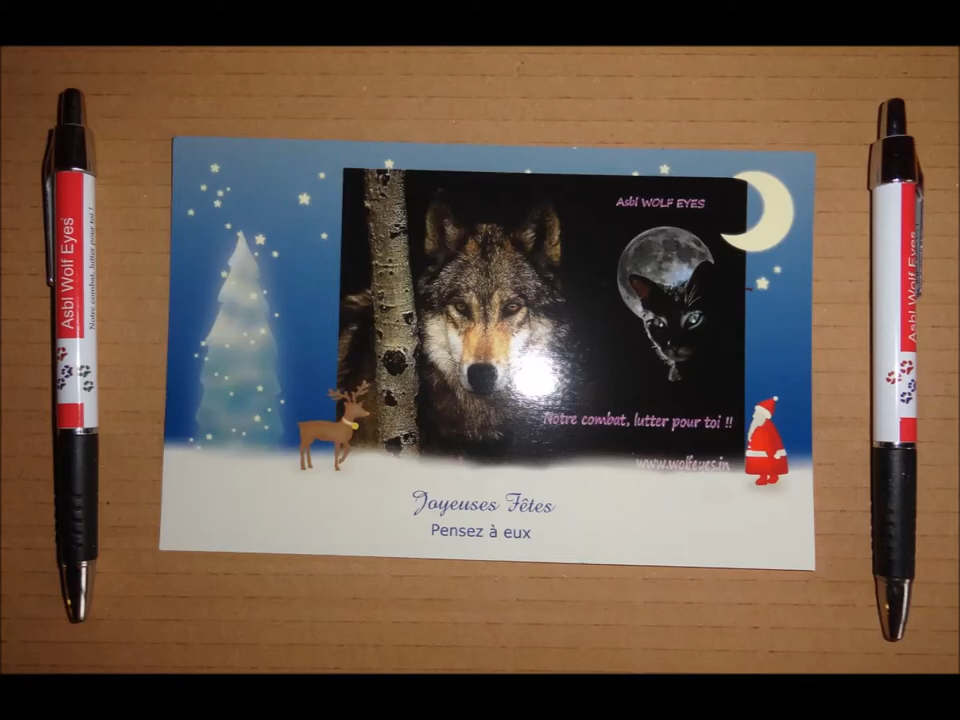 Asbl WOLF EYES
Notre combat, lutter pour toi !!
www.wolfeyes.in
Joyeuses Fêtes
Pensez à eux
Asbl Wolf Eyes
Notre combat, lutter pour toi !
Asbl Wolf Eyes